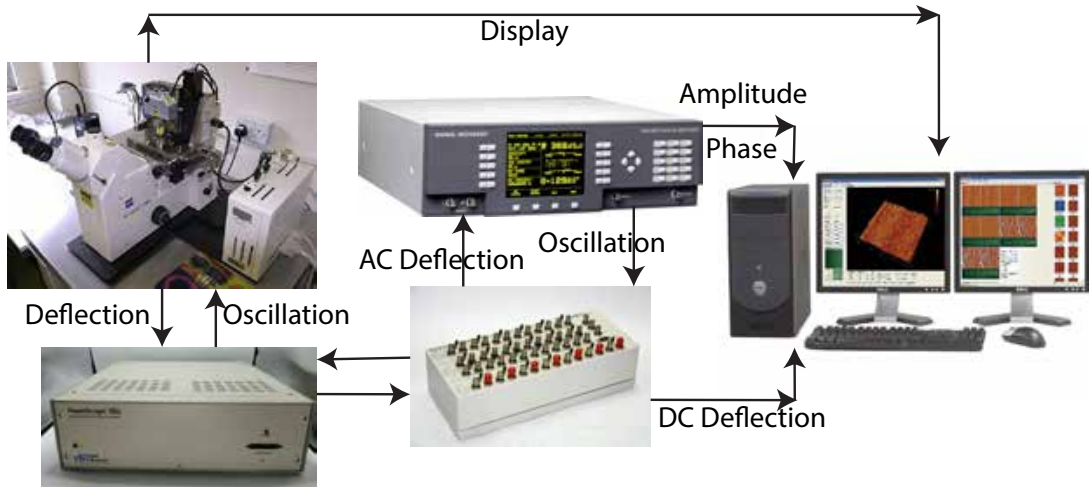 Display
Amplitude
Phase
AC Deflection
Oscillation
Deflection
Oscillation
DC Deflection